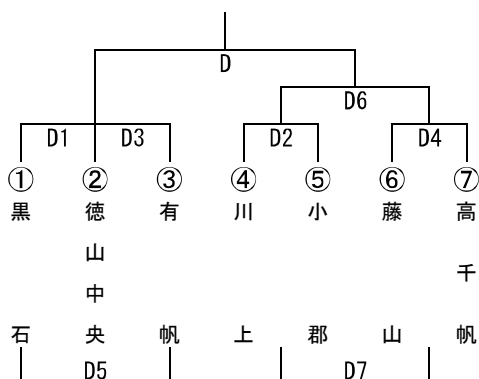 D
D6
D1 D3 D2 D4
① ② ③ ④ ⑤ ⑥ ⑦
黒石
徳山中央
有帆
川上
小郡
藤山
高千帆
D5 D7